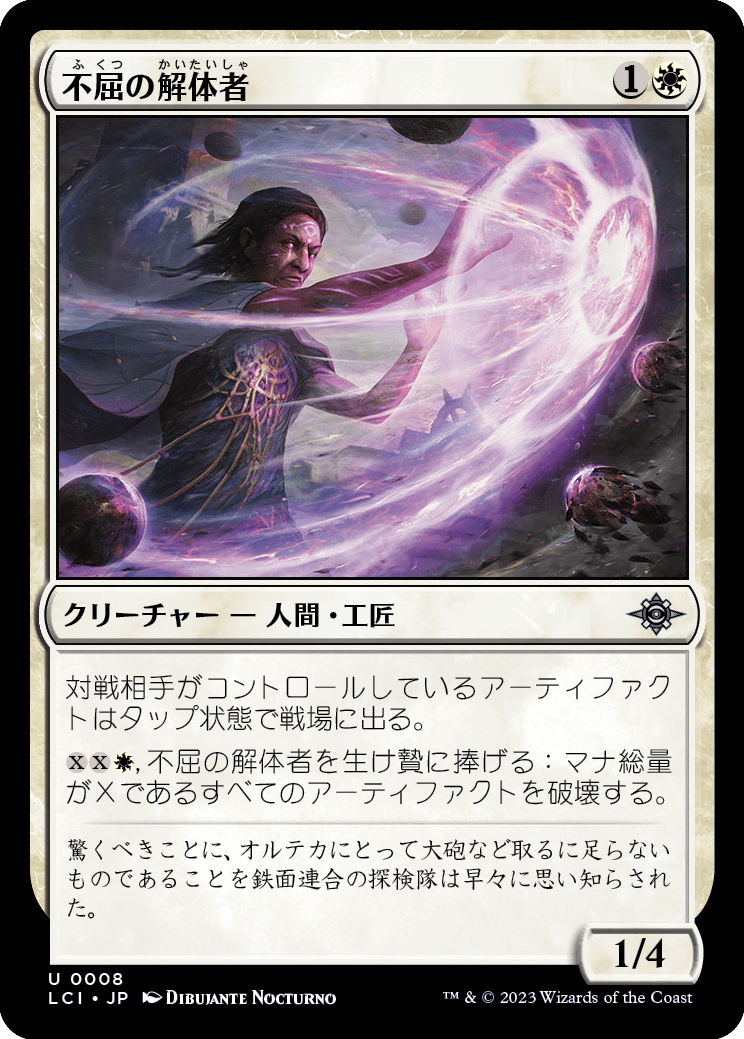 ふくつ かいたいしゃ
不屈の解体者 1
クリーチャー ― 人間・工匠
対戦相手がコントロールしているアーティファク
トはタップ状態で戦場に出る。
XX, 不屈の解体者を生け贄に捧げる：マナ総量
がXであるすべてのアーティファクトを破壊する。
驚くべきことに、オルテカにとって大砲など取るに足らない
ものであることを鉄面連合の探検隊は早々に思い知らされ
た。
1/4
U 0008
LCI • JP DIBUJANTE NOCTURNO
™ & © 2023 Wizards of the Coast